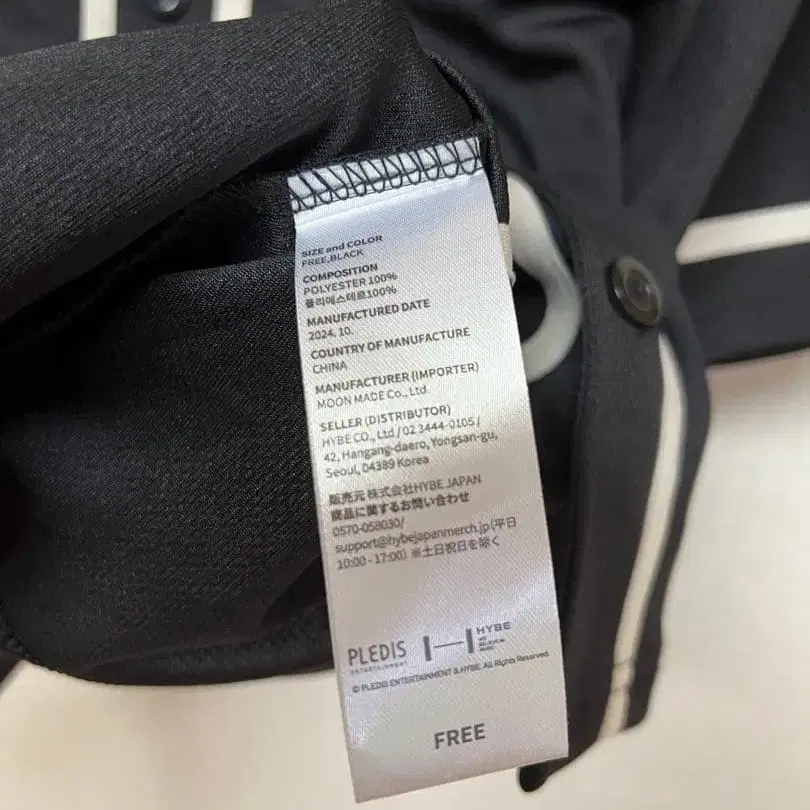 SIZE and COLOR
FREE,BLACK
COMPOSITION
POLYESTER 100%
폴리에스테르100%
MANUFACTURED DATE
2024. 10.
COUNTRY OF MANUFACTURE
CHINA
MANUFACTURER (IMPORTER)
MOON MADE Co., Ltd.
SELLER (DISTRIBUTOR)
HYBE CO., Ltd / 02 3444-0105 /
42, Hangang-daero, Yongsan-gu,
Seoul, 04389 Korea
販売元 株式会社HYBE JAPAN
商品に関するお問い合わせ
0570-058030/
support@hybejapanmerch.jp (平日
10:00 - 17:00) ※土日祝日を除く
PLEDIS
ENTERTAINMENT
HYBE
WE
BELIEVE IN
MUSIC
© PLEDIS ENTERTAINMENT & HYBE. All Rights Reserved.
FREE